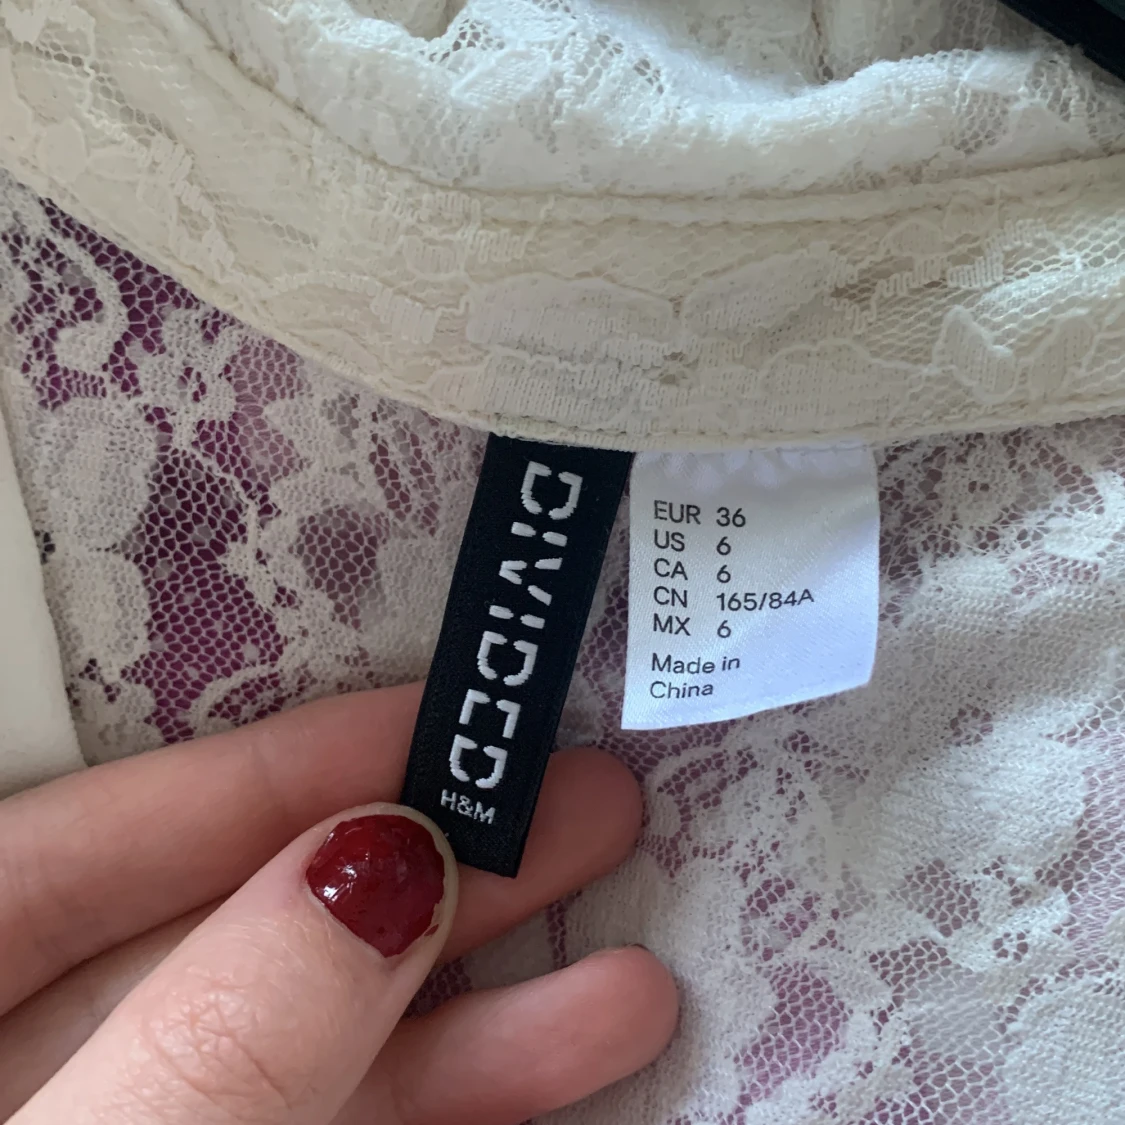 DIVIDED
H&M
EUR 36
US 6
CA 6
CN 165/84A
MX 6
Made in
China